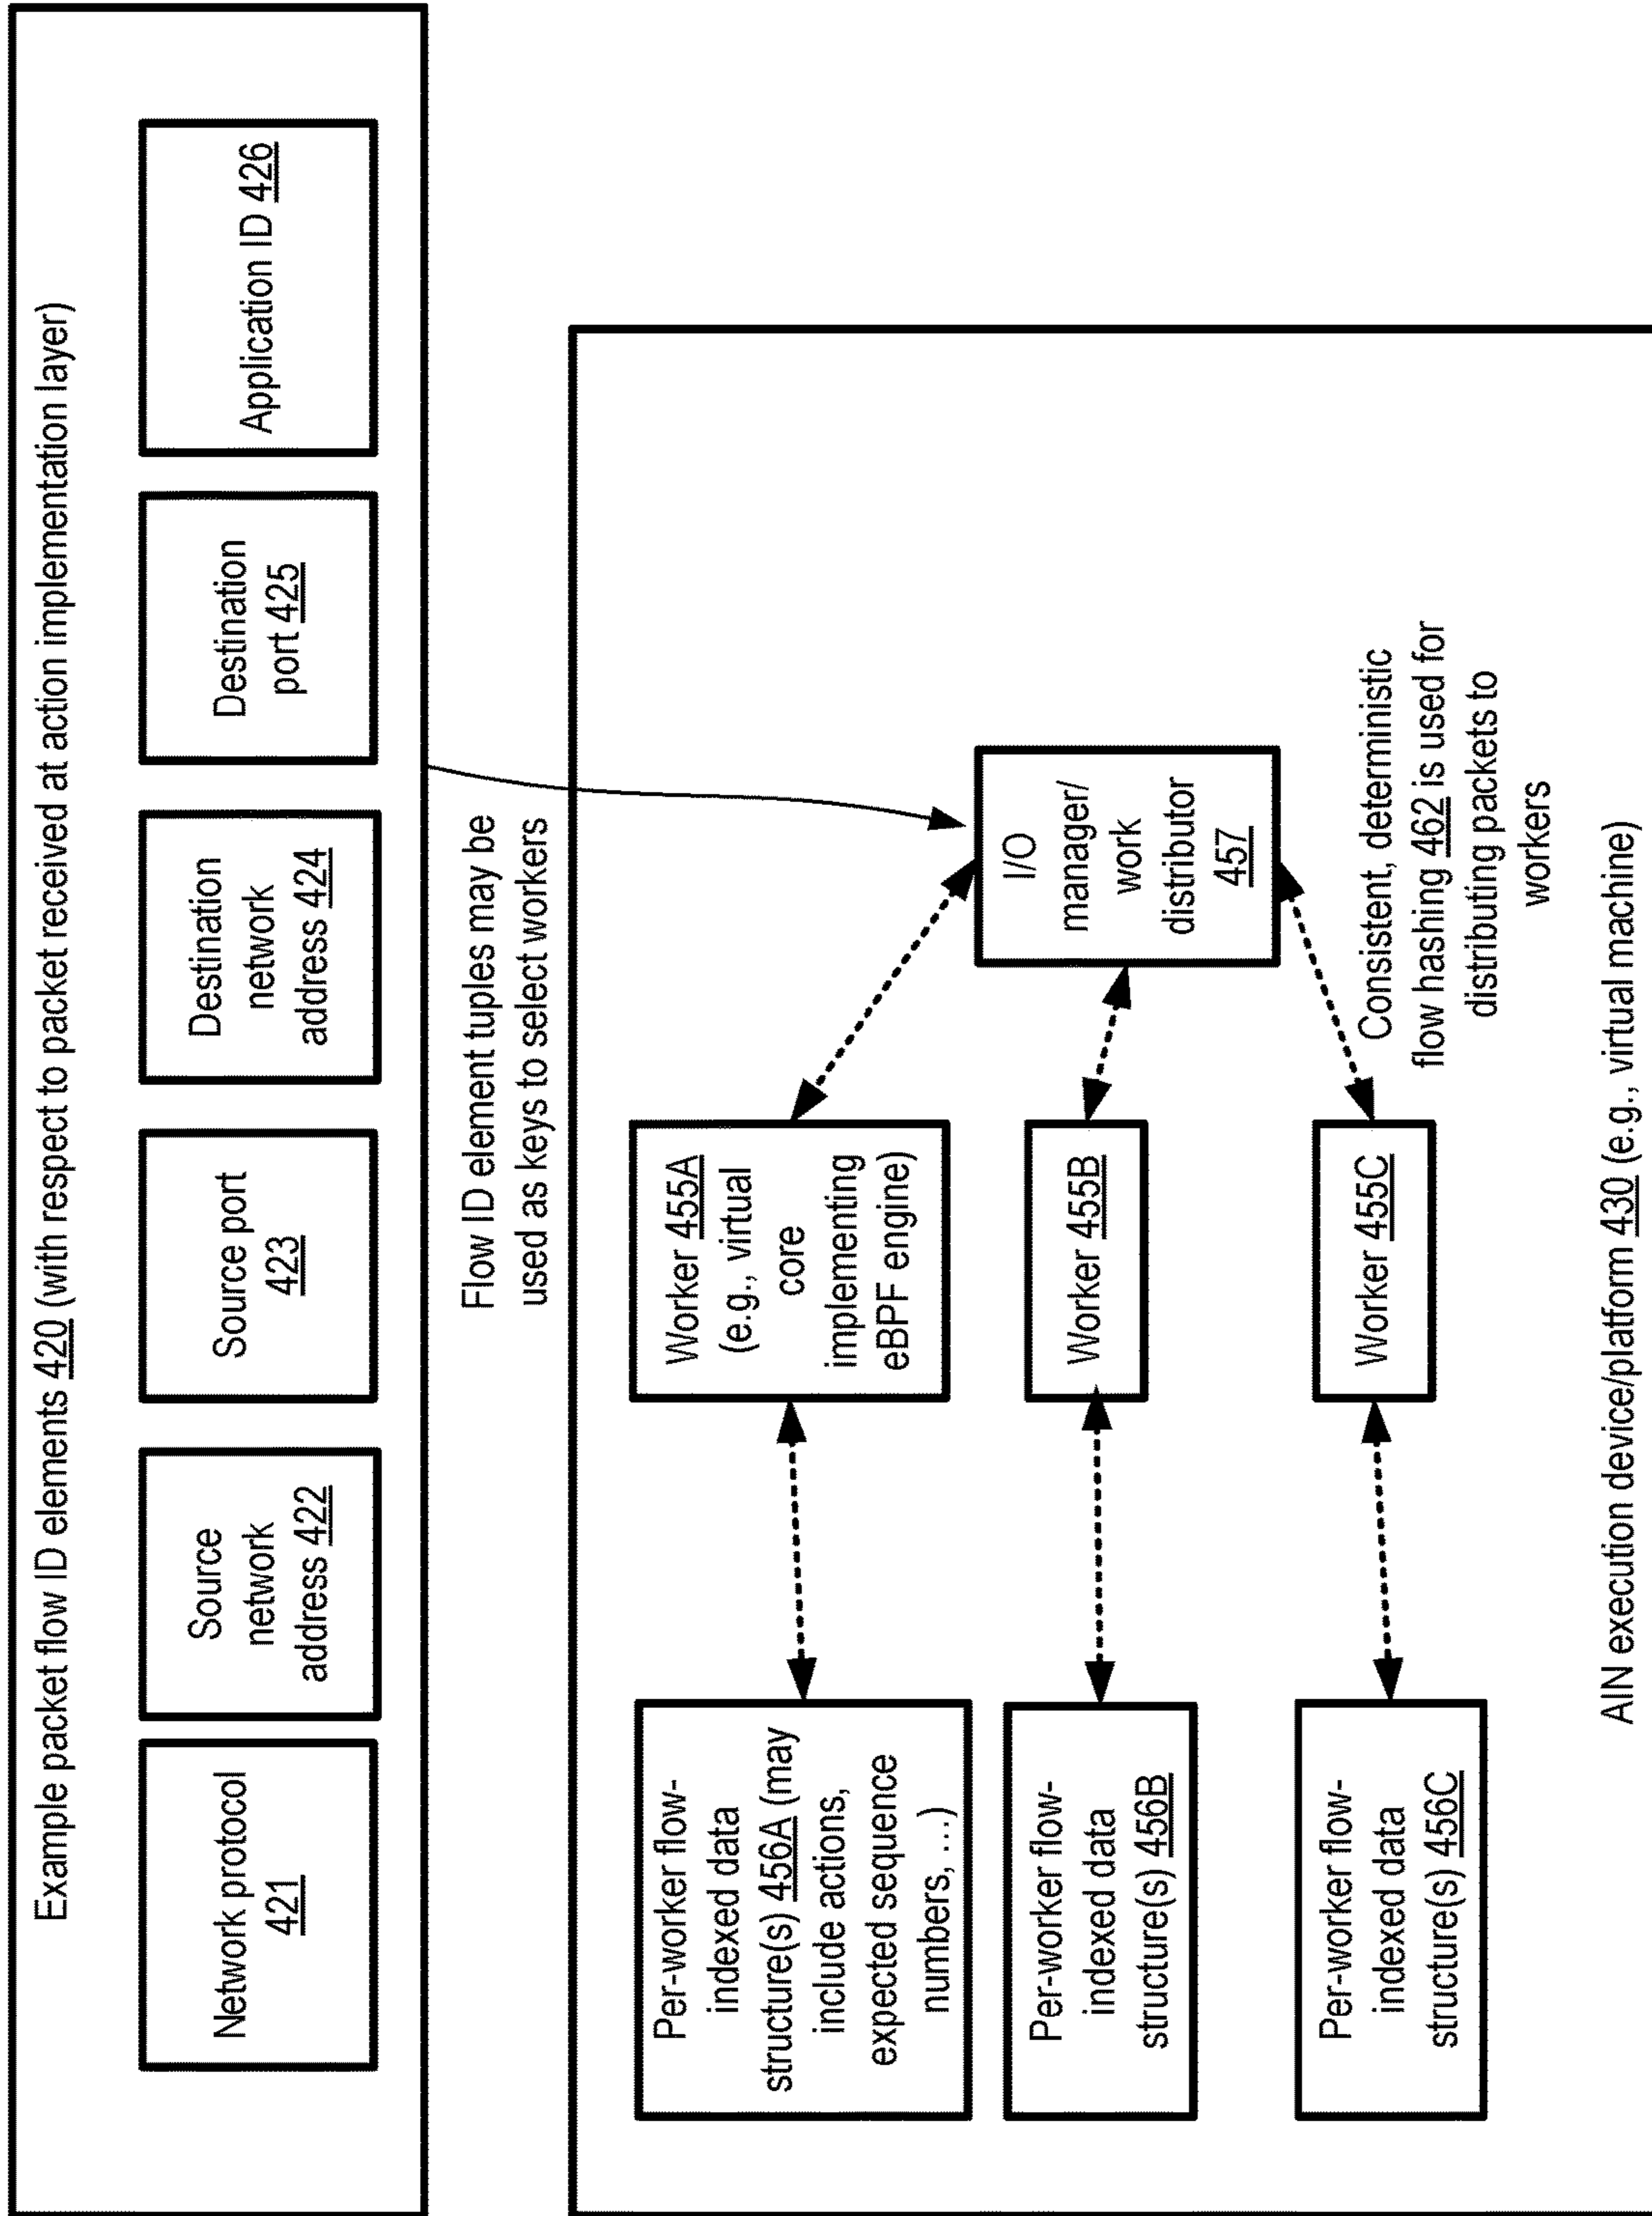 Example packet flow ID elements 420 (with respect to packet received at action implementation layer)
Network protocol
421
Source
network
address 422
Source port
423
Destination
network
address 424
Destination
port 425
Application ID 426
Flow ID element tuples may be
used as keys to select workers
Per-worker flow-
indexed data
structure(s) 456A (may
include actions,
expected sequence
numbers, …)
Worker 455A
(e.g., virtual
core
implementing
eBPF engine)
I/O
manager/
work
distributor
457
Per-worker flow-
indexed data
structure(s) 456B
Worker 455B
Per-worker flow-
indexed data
structure(s) 456C
Worker 455C
Consistent, deterministic
flow hashing 462 is used for
distributing packets to
workers
AIN execution device/platform 430 (e.g., virtual machine)